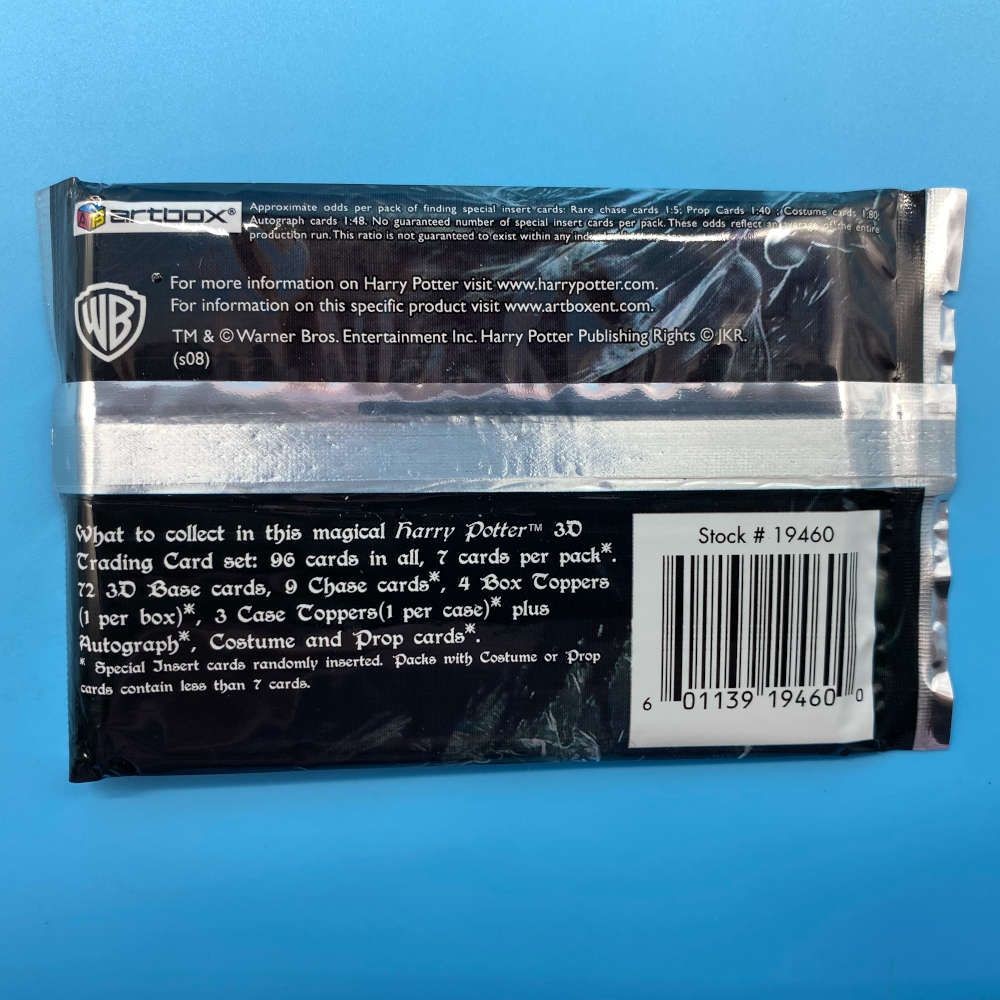 artbox®
Approximate odds per pack of finding special insert cards: Rare chase cards 1:5; Prop Cards 1:40 ; Costume cards 1:80;
Autograph cards 1:48. No guaranteed number of special insert cards per pack. These odds reflect an average of the entire
production run. This ratio is not guaranteed to exist within any
WB
For more information on Harry Potter visit www.harrypotter.com.
For information on this specific product visit www.artboxent.com.
TM & © Warner Bros. Entertainment Inc. Harry Potter Publishing Rights © JKR.
(s08)
What to collect in this magical Harry Potter™ 3D
Trading Card set: 96 cards in all, 7 cards per pack*.
72 3D Base cards, 9 Chase cards*, 4 Box Toppers
(1 per box)*, 3 Case Toppers(1 per case)* plus
Autograph*, Costume and Prop cards*.
* Special Insert cards randomly inserted. Packs with Costume or Prop
cards contain less than 7 cards.
Stock # 19460
6 01139 19460 0